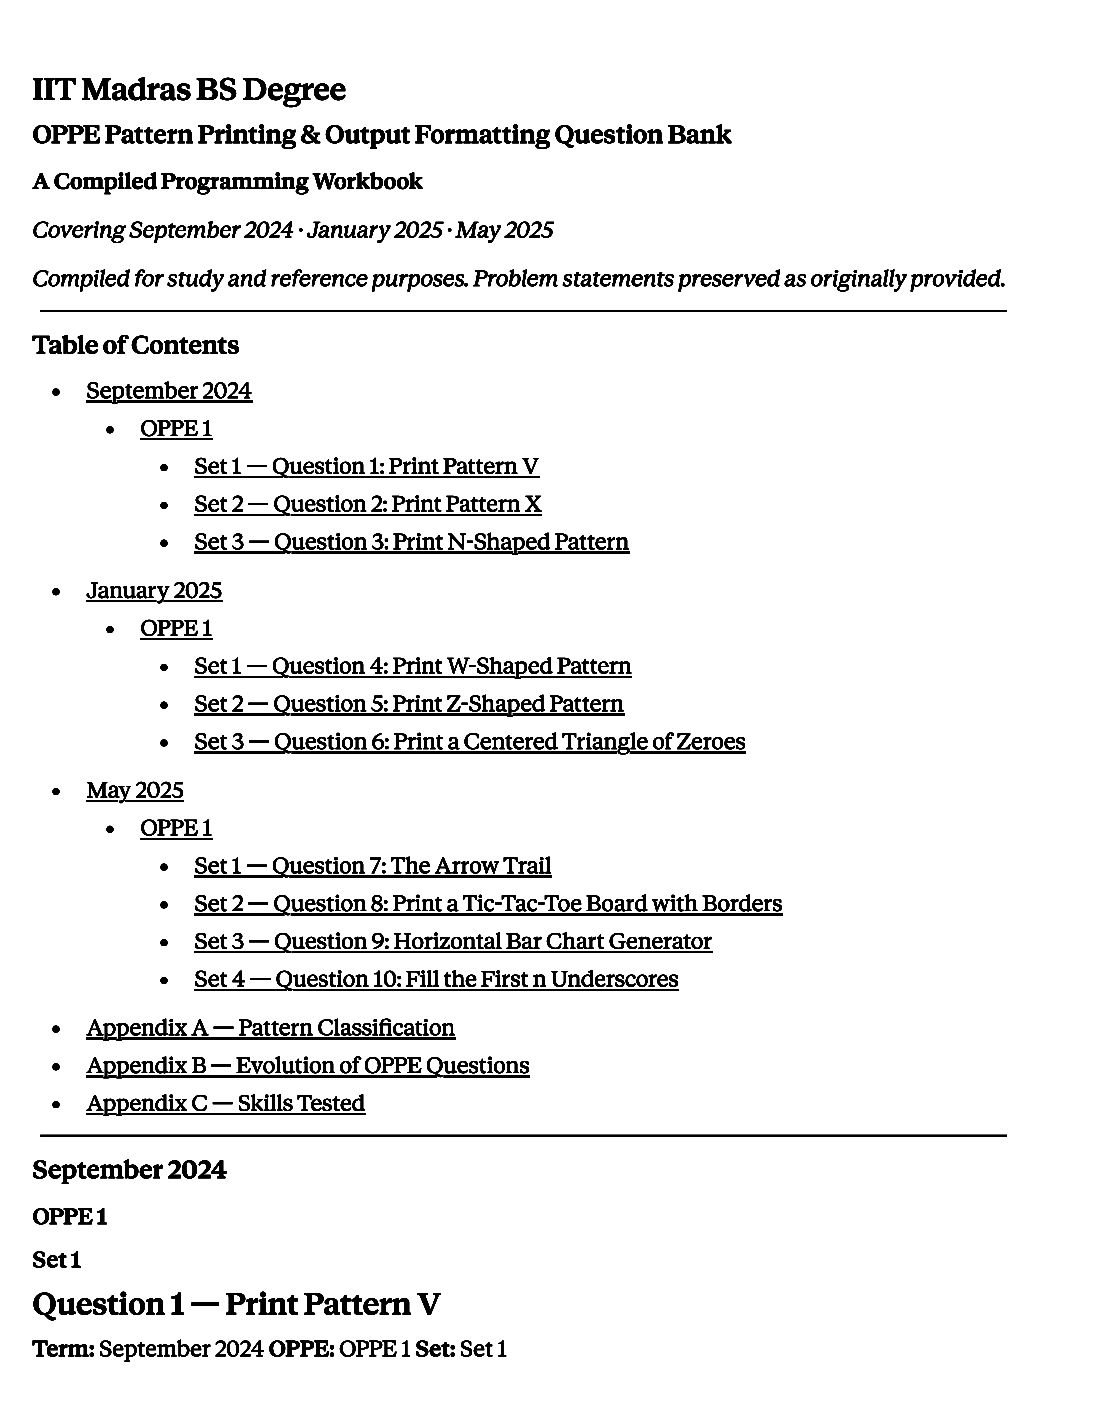 IIT Madras BS Degree
OPPE Pattern Printing & Output Formatting Question Bank
A Compiled Programming Workbook
Covering September 2024 · January 2025 · May 2025
Compiled for study and reference purposes. Problem statements preserved as originally provided.
Table of Contents
• September 2024
• OPPE 1
• Set 1 — Question 1: Print Pattern V
• Set 2 — Question 2: Print Pattern X
• Set 3 — Question 3: Print N-Shaped Pattern
• January 2025
• OPPE 1
• Set 1 — Question 4: Print W-Shaped Pattern
• Set 2 — Question 5: Print Z-Shaped Pattern
• Set 3 — Question 6: Print a Centered Triangle of Zeroes
• May 2025
• OPPE 1
• Set 1 — Question 7: The Arrow Trail
• Set 2 — Question 8: Print a Tic-Tac-Toe Board with Borders
• Set 3 — Question 9: Horizontal Bar Chart Generator
• Set 4 — Question 10: Fill the First n Underscores
• Appendix A — Pattern Classification
• Appendix B — Evolution of OPPE Questions
• Appendix C — Skills Tested
September 2024
OPPE 1
Set 1
Question 1 — Print Pattern V
Term: September 2024 OPPE: OPPE 1 Set: Set 1